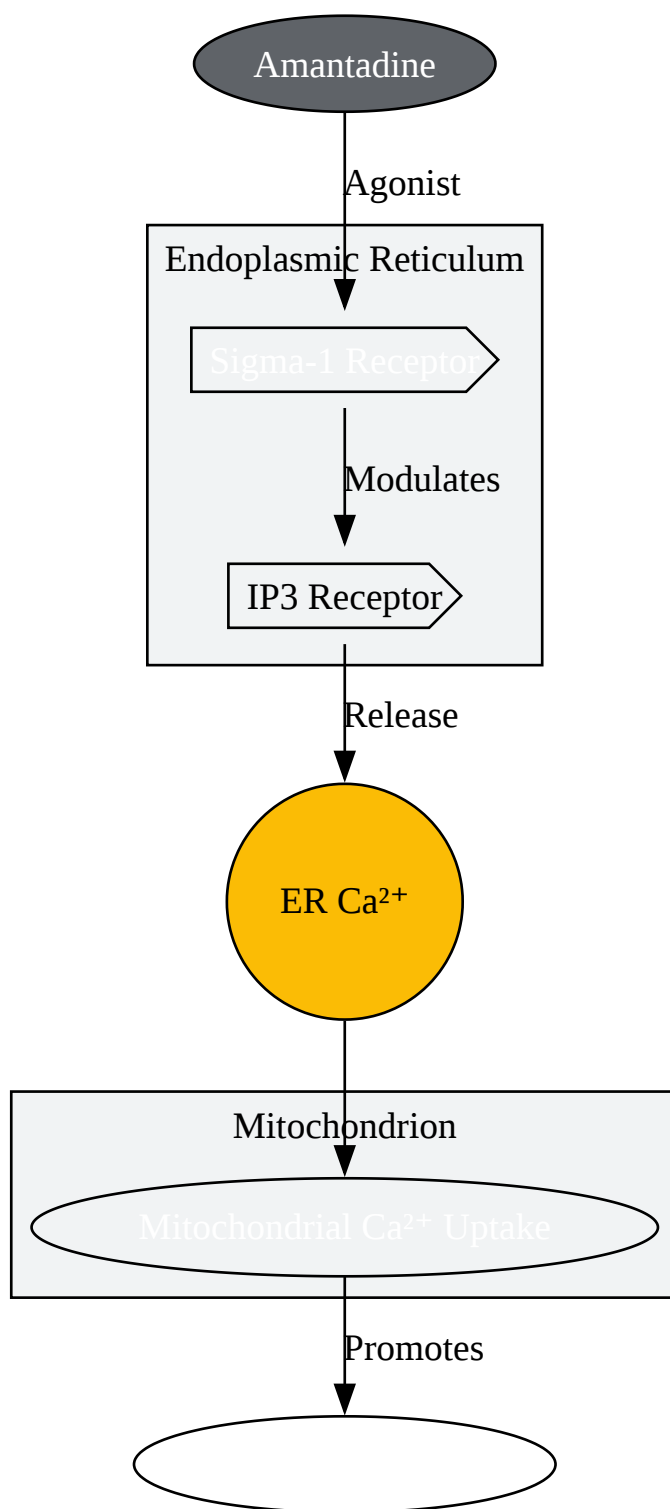 Amantadine
Agonist
Endoplasmic Reticulum
Sigma-1 Receptor
Modulates
IP3 Receptor
Release
ER Ca²⁺
Mitochondrion
Mitochondrial Ca²⁺ Uptake
Promotes